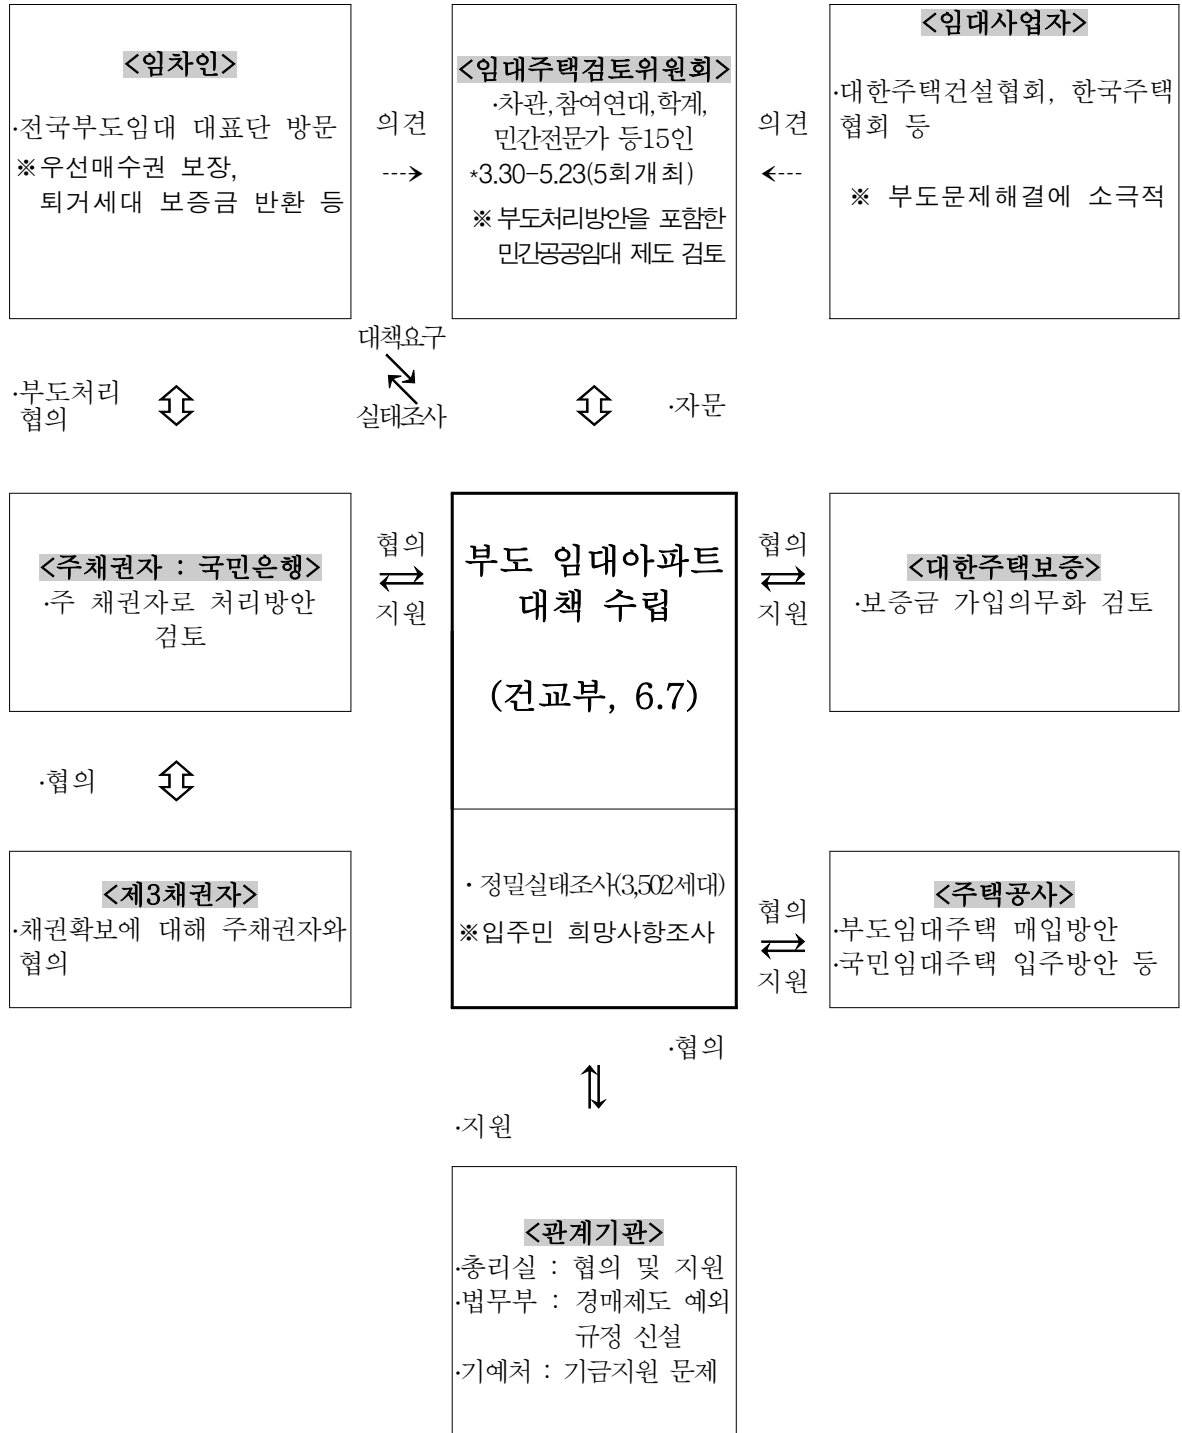 <임차인>
·전국부도임대 대표단 방문
※우선매수권 보장,
퇴거세대 보증금 반환 등
의견
<임대주택검토위원회>
·차관,참여연대,학계,
민간전문가 등15인
*3.30-5.23(5회개최)
※ 부도처리방안을 포함한
민간공공임대 제도 검토
의견
<임대사업자>
·대한주택건설협회, 한국주택
협회 등
※ 부도문제해결에 소극적
·부도처리
협의
대책요구
실태조사
·자문
<주채권자 : 국민은행>
·주 채권자로 처리방안
검토
협의
지원
부도 임대아파트
대책 수립
(건교부, 6.7)
협의
지원
<대한주택보증>
·보증금 가입의무화 검토
·협의
<제3채권자>
·채권확보에 대해 주채권자와
협의
· 정밀실태조사(3,502세대)
※입주민 희망사항조사
협의
지원
<주택공사>
·부도임대주택 매입방안
·국민임대주택 입주방안 등
·협의
·지원
<관계기관>
·총리실 : 협의 및 지원
·법무부 : 경매제도 예외
규정 신설
·기예처 : 기금지원 문제